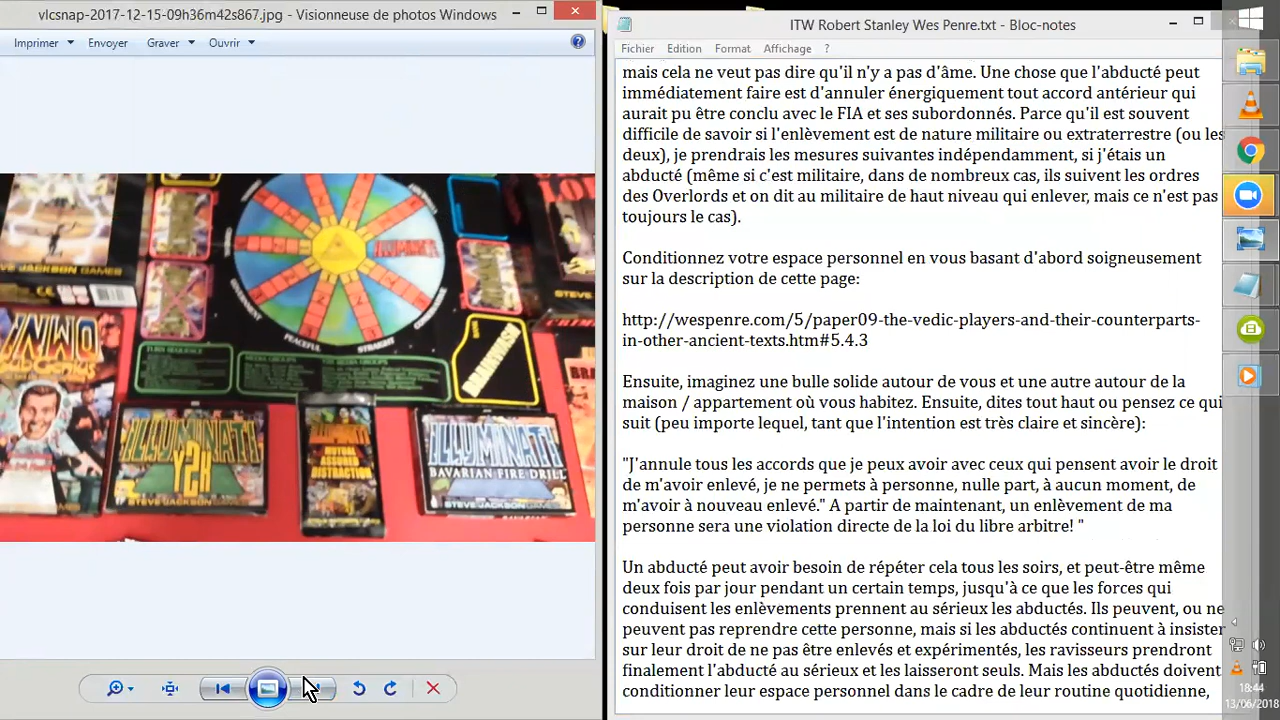 vlcsnap-2017-12-15-09h36m42s867.jpg - Visionneuse de photos Windows
Imprimer
Envoyer
Graver
Ouvrir
VE JACKSON GAMES
STEVE
ILLUMINATI
PEACEFUL
STRAIGHT
TURN SEQUENCE
BRAINWASH
OMNI
ILLUMINATI
Y2K
STEVE JACKSON GAMES
ILLUMINATI
MUTUAL
ASSURED
DISTRACTION
ILLUMINATI
BAVARIAN FIRE DRILL
STEVE JACKSON GAMES
ITW Robert Stanley Wes Penre.txt - Bloc-notes
Fichier
Edition
Format
Affichage
?
mais cela ne veut pas dire qu'il n'y a pas d'âme. Une chose que l'abducté peut
immédiatement faire est d'annuler énergiquement tout accord antérieur qui
aurait pu être conclu avec le FIA et ses subordonnés. Parce qu'il est souvent
difficile de savoir si l'enlèvement est de nature militaire ou extraterrestre (ou les
deux), je prendrais les mesures suivantes indépendamment, si j'étais un
abducté (même si c'est militaire, dans de nombreux cas, ils suivent les ordres
des Overlords et on dit au militaire de haut niveau qui enlever, mais ce n'est pas
toujours le cas).
Conditionnez votre espace personnel en vous basant d'abord soigneusement
sur la description de cette page:
http://wespenre.com/5/paper09-the-vedic-players-and-their-counterparts-
in-other-ancient-texts.htm#5.4.3
Ensuite, imaginez une bulle solide autour de vous et une autre autour de la
maison / appartement où vous habitez. Ensuite, dites tout haut ou pensez ce qui
suit (peu importe lequel, tant que l'intention est très claire et sincère):
"J'annule tous les accords que je peux avoir avec ceux qui pensent avoir le droit
de m'avoir enlevé, je ne permets à personne, nulle part, à aucun moment, de
m'avoir à nouveau enlevé." A partir de maintenant, un enlèvement de ma
personne sera une violation directe de la loi du libre arbitre! "
Un abducté peut avoir besoin de répéter cela tous les soirs, et peut-être même
deux fois par jour pendant un certain temps, jusqu'à ce que les forces qui
conduisent les enlèvements prennent au sérieux les abductés. Ils peuvent, ou ne
peuvent pas reprendre cette personne, mais si les abductés continuent à insister
sur leur droit de ne pas être enlevés et expérimentés, les ravisseurs prendront
finalement l'abducté au sérieux et les laisseront seuls. Mais les abductés doivent
conditionner leur espace personnel dans le cadre de leur routine quotidienne,
18:44
13/06/2018